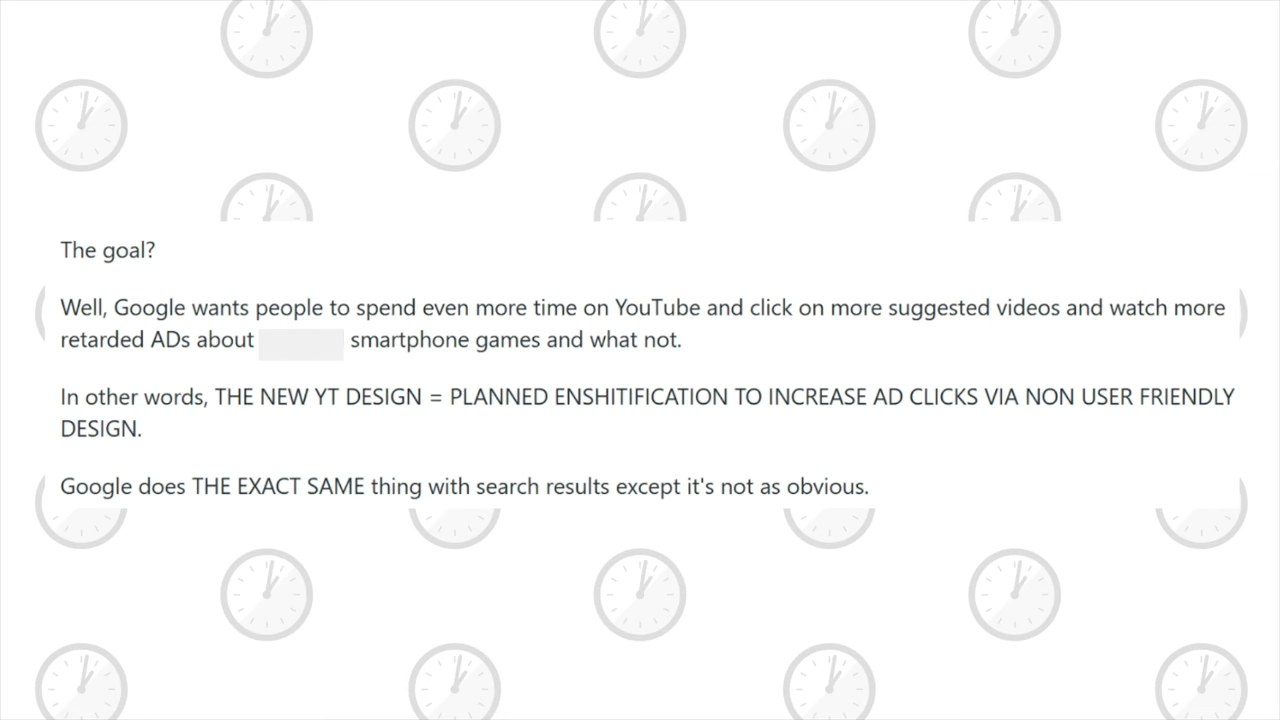 The goal?
Well, Google wants people to spend even more time on YouTube and click on more suggested videos and watch more
retarded ADs about smartphone games and what not.
In other words, THE NEW YT DESIGN = PLANNED ENSHITIFICATION TO INCREASE AD CLICKS VIA NON USER FRIENDLY
DESIGN.
Google does THE EXACT SAME thing with search results except it's not as obvious.